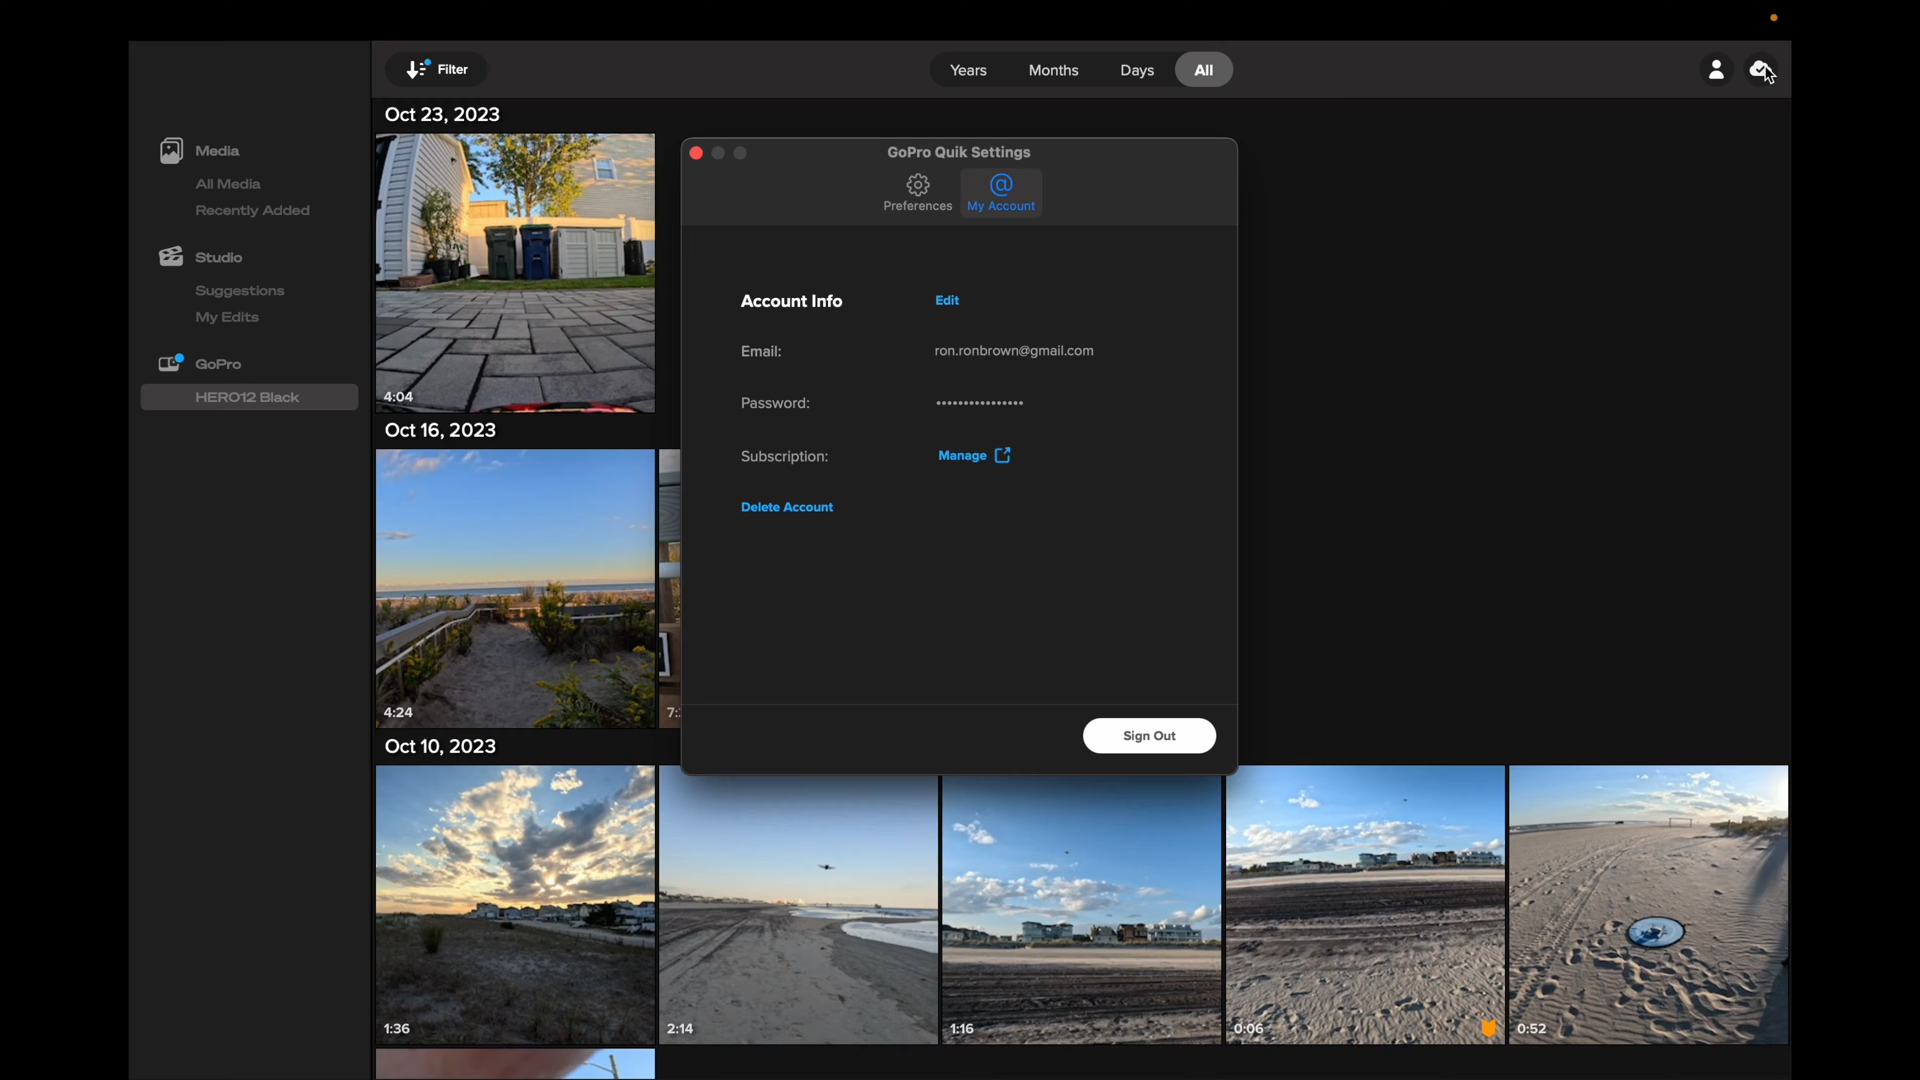 Filter
Years Months Days All
Media
All Media
Recently Added
Studio
Suggestions
My Edits
GoPro
HERO12 Black
Oct 23, 2023
4:04
Oct 16, 2023
4:24
7:
Oct 10, 2023
1:36
2:14
1:16
0:06
0:52
GoPro Quik Settings
Preferences My Account
Account Info Edit
Email: ron.ronbrown@gmail.com
Password: ••••••••••••••••
Subscription: Manage
Delete Account
Sign Out